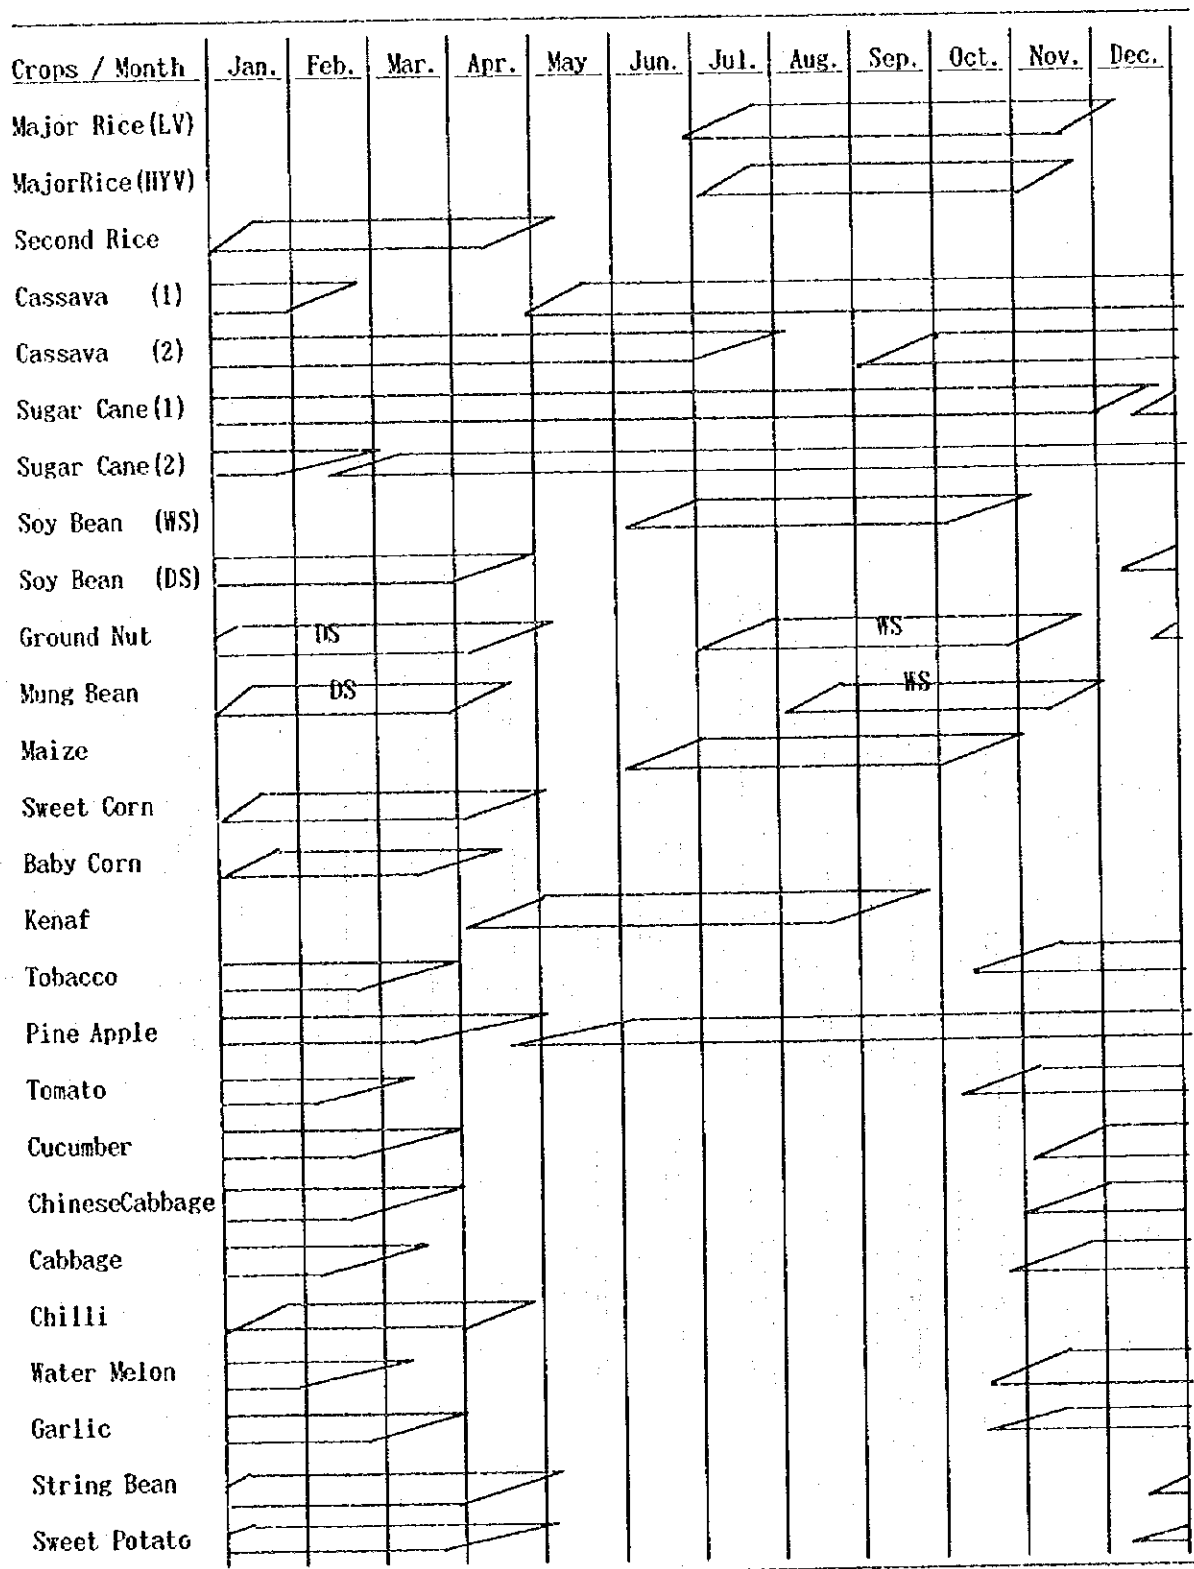 Crops / Month Jan. Feb. Mar. Apr. May Jun. Jul. Aug. Sep. Oct. Nov. Dec.
Major Rice(LV)
MajorRice(HYV)
Second Rice
Cassava (1)
Cassava (2)
Sugar Cane(1)
Sugar Cane(2)
Soy Bean (WS)
Soy Bean (DS)
Ground Nut DS WS
Mung Bean DS WS
Maize
Sweet Corn
Baby Corn
Kenaf
Tobacco
Pine Apple
Tomato
Cucumber
ChineseCabbage
Cabbage
Chilli
Water Melon
Garlic
String Bean
Sweet Potato